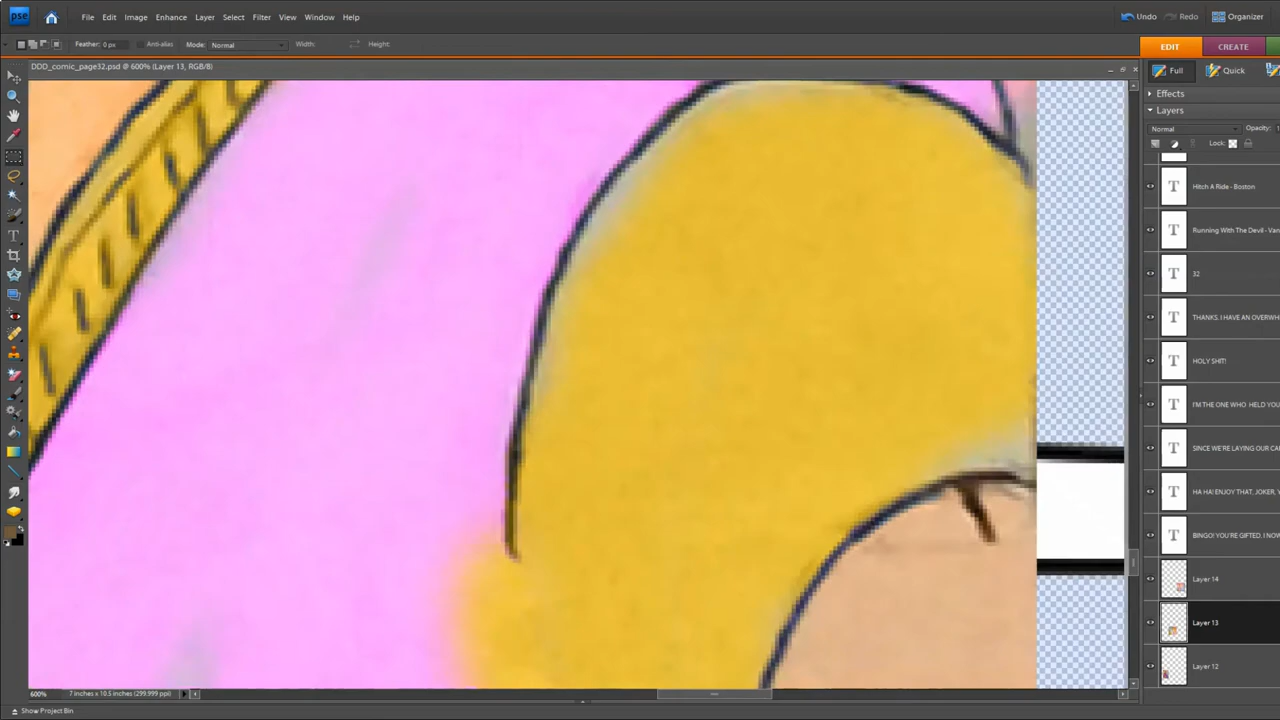 pse File Edit Image Enhance Layer Select Filter View Window Help Undo Redo Organizer
Feather: 0 px Anti-alias Mode: Normal Width: Height: EDIT CREATE
DDD_comic_page32.psd @ 600% (Layer 13, RGB/8)
Full Quick
Effects
Layers
Normal Opacity: 1
Lock:
T Hitch A Ride - Boston
T Running With The Devil - Van
T 32
T THANKS. I HAVE AN OVERWH
T HOLY SHIT!
T I'M THE ONE WHO HELD YOU
T SINCE WE'RE LAYING OUR CA
T HA HA! ENJOY THAT, JOKER, Y
T BINGO! YOU'RE GIFTED. I NOW
Layer 14
Layer 13
Layer 12
600% 7 inches x 10.5 inches (299.999 ppi)
Show Project Bin